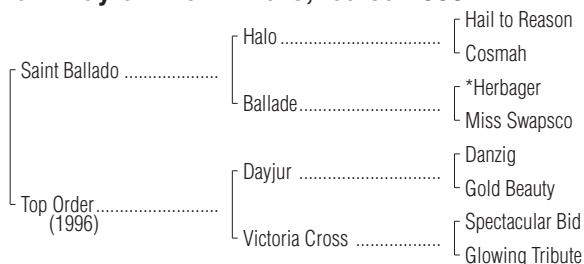 Halo ........................................
Hail to Reason
Cosmah
Saint Ballado .......................
Ballade ...................................
*Herbager
Miss Swapsco
Dayjur ...................................
Danzig
Gold Beauty
Top Order ..............................
(1996)
Victoria Cross .....................
Spectacular Bid
Glowing Tribute